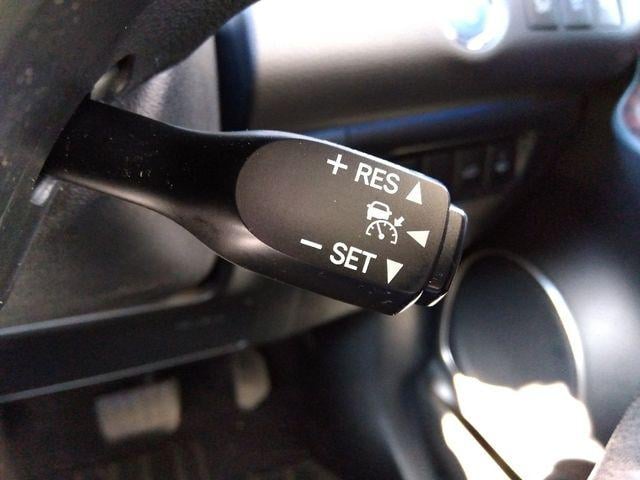 + RES
− SET